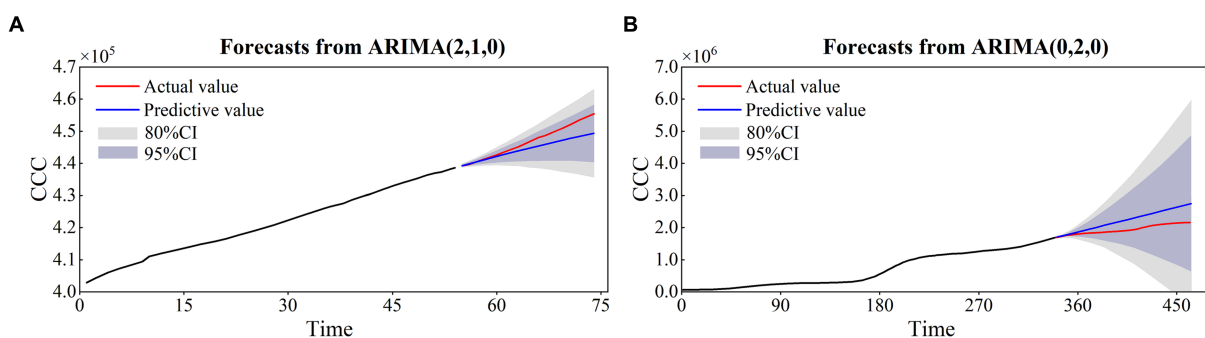 A
Forecasts from ARIMA(2,1,0)
×10⁵
4.7
4.6
4.5
4.4
4.3
4.2
4.1
4.0
CCC
Actual value
Predictive value
80%CI
95%CI
0 15 30 45 60 75
Time
B
Forecasts from ARIMA(0,2,0)
×10⁶
7.0
6.0
5.0
4.0
3.0
2.0
1.0
0.0
CCC
Actual value
Predictive value
80%CI
95%CI
0 90 180 270 360 450
Time